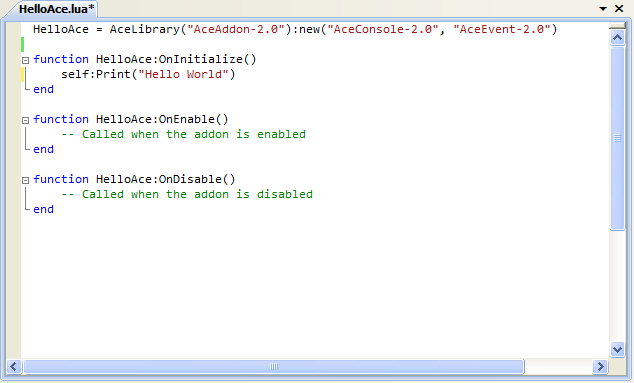 HelloAce.lua*
HelloAce = AceLibrary("AceAddon-2.0"):new("AceConsole-2.0", "AceEvent-2.0")
function HelloAce:OnInitialize()
    self:Print("Hello World")
end
function HelloAce:OnEnable()
    -- Called when the addon is enabled
end
function HelloAce:OnDisable()
    -- Called when the addon is disabled
end